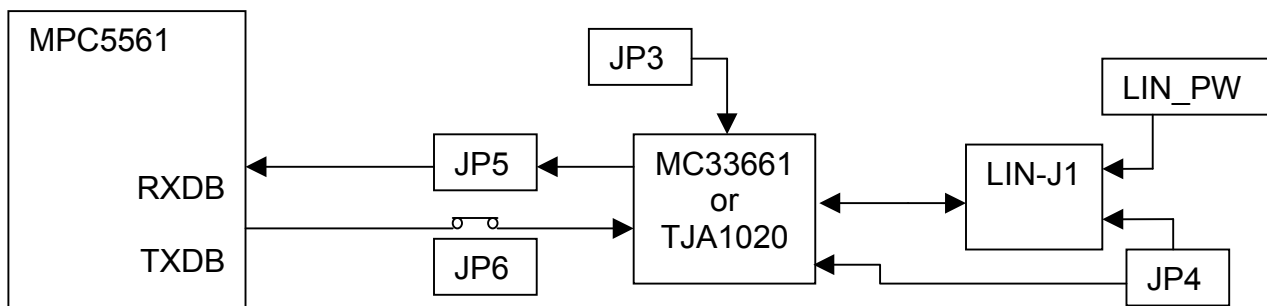 MPC5561
JP3
LIN_PW
JP5
MC33661
or
TJA1020
LIN-J1
RXDB
TXDB
JP6
JP4